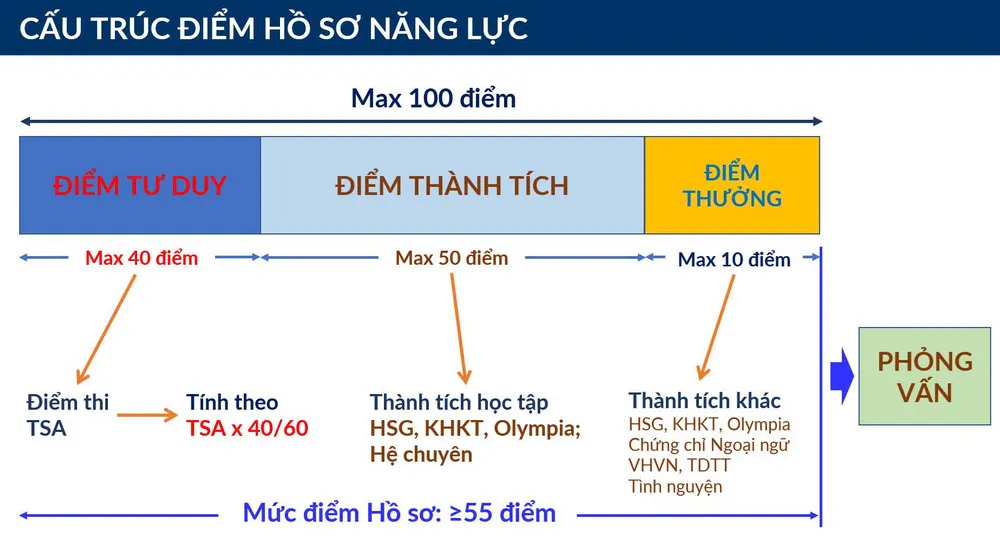 CẤU TRÚC ĐIỂM HỒ SƠ NĂNG LỰC
Max 100 điểm
ĐIỂM TƯ DUY
ĐIỂM THÀNH TÍCH
ĐIỂM
THƯỞNG
Max 40 điểm
Max 50 điểm
Max 10 điểm
Điểm thi
TSA
Tính theo
TSA x 40/60
Thành tích học tập
HSG, KHKT, Olympia;
Hệ chuyên
Thành tích khác
HSG, KHKT, Olympia
Chứng chỉ Ngoại ngữ
VHVN, TDTT
Tình nguyện
PHỎNG
VẤN
Mức điểm Hồ sơ: ≥55 điểm